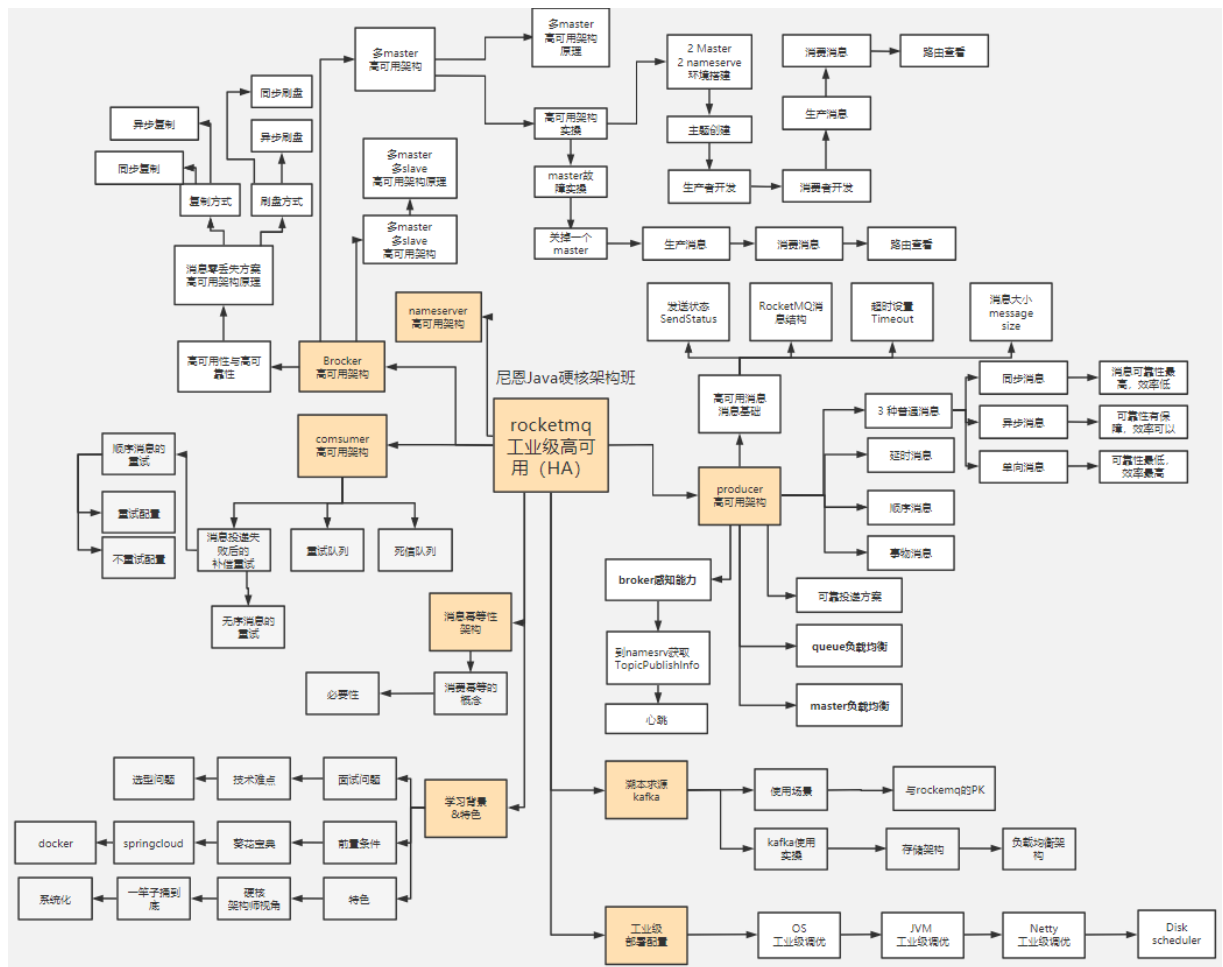 多master
高可用架构
多master
高可用架构
原理
2 Master
2 nameserve
环境搭建
消费消息
路由查看
同步刷盘
异步复制
异步刷盘
同步复制
高可用架构
实操
主题创建
生产消息
多master
多slave
高可用架构原理
master故
障实操
生产者开发
消费者开发
复制方式
刷盘方式
多master
多slave
高可用架构
关掉一个
master
生产消息
消费消息
路由查看
消息零丢失方案
高可用架构原理
nameserver
高可用架构
发送状态
SendStatus
RocketMQ消
息结构
超时设置
Timeout
消息大小
message
size
高可用性与高可
靠性
Brocker
高可用架构
尼恩Java硬核架构班
rocketmq
工业级高可
用（HA）
高可用消息
消息基础
3 种普通消息
同步消息
消息可靠性最
高，效率低
异步消息
可靠性有保
障，效率可以
单向消息
可靠性最低，
效率最高
comsumer
高可用架构
顺序消息的
重试
重试配置
不重试配置
消息投递失
败后的
补偿重试
重试队列
死信队列
无序消息的
重试
producer
高可用架构
延时消息
顺序消息
事物消息
broker感知能力
可靠投递方案
到namesrv获取
TopicPublishInfo
queue负载均衡
心跳
master负载均衡
消息幂等性
架构
必要性
消费幂等的
概念
选型问题
技术难点
面试问题
学习背景
&特色
docker
springcloud
葵花宝典
前置条件
系统化
一竿子捅到
底
硬核
架构师视角
特色
溯本求源
kafka
使用场景
与rockemq的PK
kafka使用
实操
存储架构
负载均衡架
构
工业级
部署配置
OS
工业级调优
JVM
工业级调优
Netty
工业级调优
Disk
scheduler